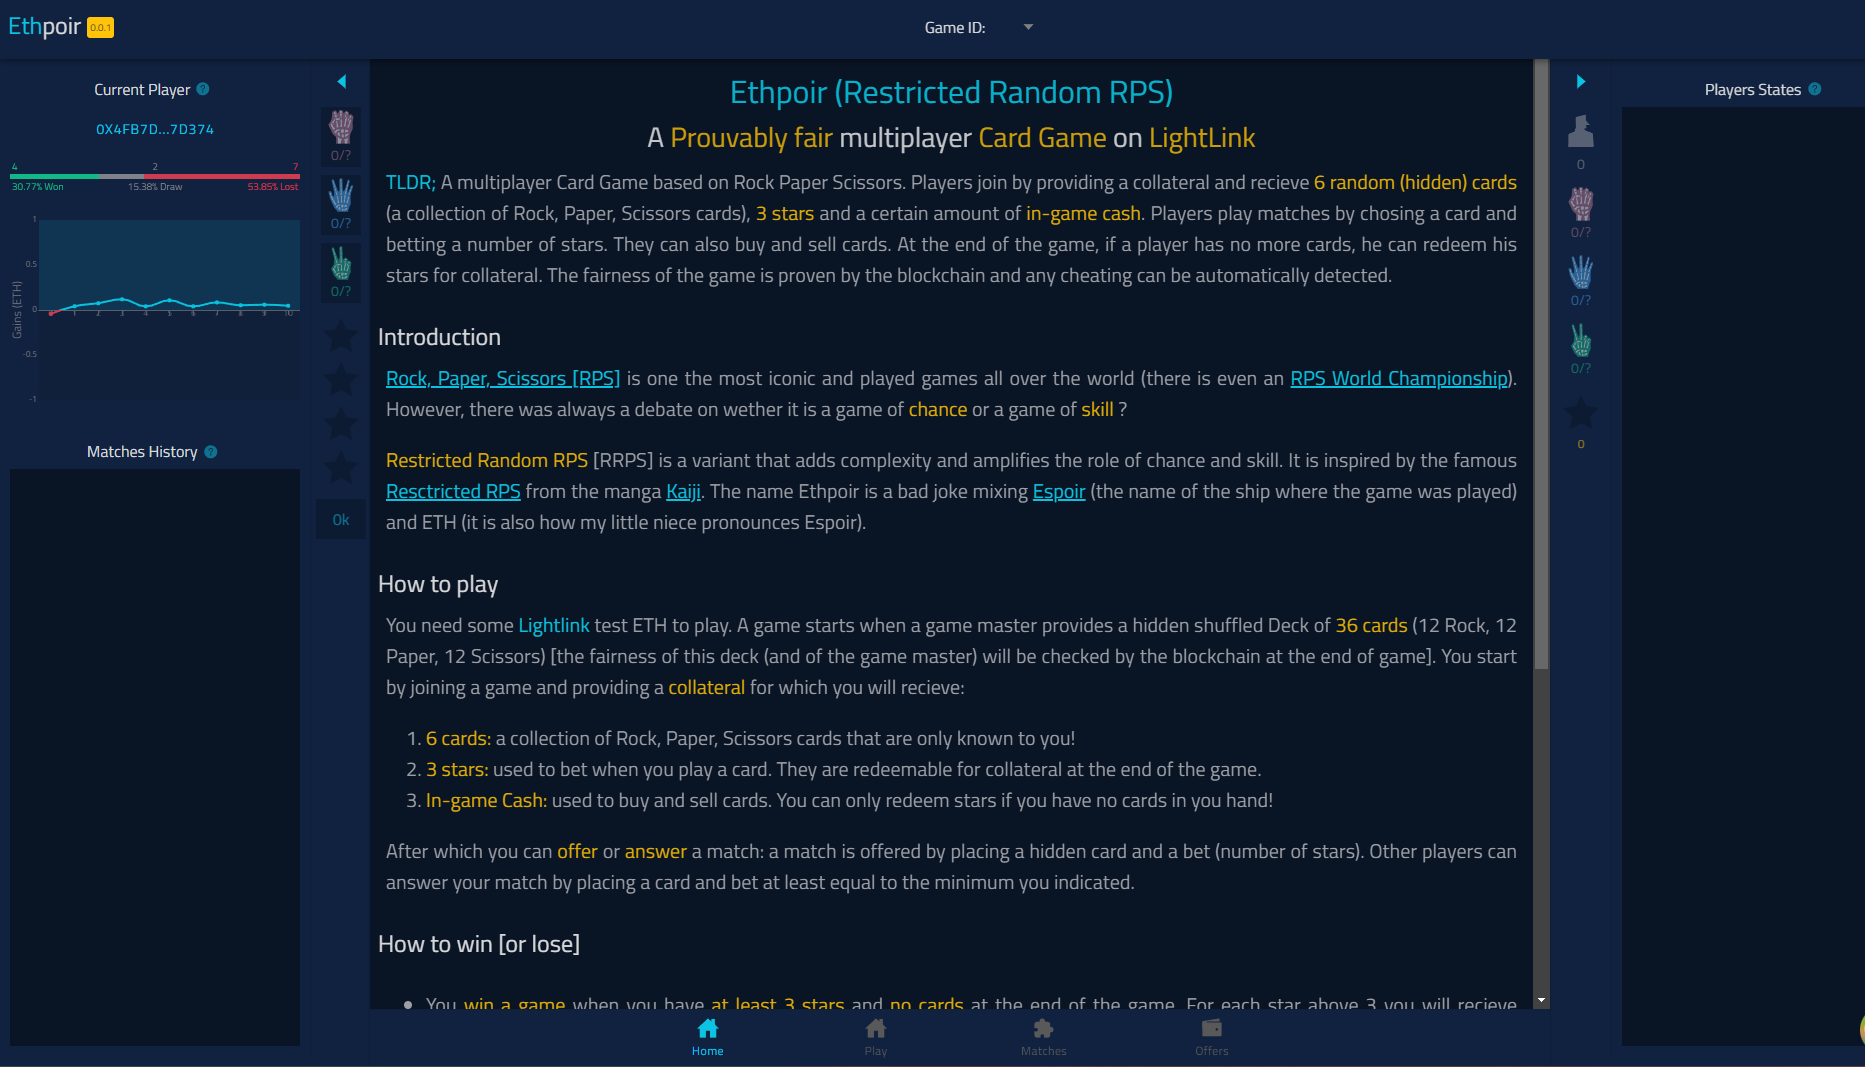 Ethpoir 0.0.1
Game ID:
Current Player ?
0X4FB7D...7D374
4 2 7
30.77% Won 15.38% Draw 53.85% Lost
Gains (ETH)
1
0.5
0
-0.5
-1
1 2 3 4 5 6 7 8 9 10
Matches History ?
0/?
0/?
0/?
0k
Ethpoir (Restricted Random RPS)
A Prouvably fair multiplayer Card Game on LightLink
TLDR; A multiplayer Card Game based on Rock Paper Scissors. Players join by providing a collateral and recieve 6 random (hidden) cards
(a collection of Rock, Paper, Scissors cards), 3 stars and a certain amount of in-game cash. Players play matches by chosing a card and
betting a number of stars. They can also buy and sell cards. At the end of the game, if a player has no more cards, he can redeem his
stars for collateral. The fairness of the game is proven by the blockchain and any cheating can be automatically detected.
Introduction
Rock, Paper, Scissors [RPS] is one the most iconic and played games all over the world (there is even an RPS World Championship).
However, there was always a debate on wether it is a game of chance or a game of skill ?
Restricted Random RPS [RRPS] is a variant that adds complexity and amplifies the role of chance and skill. It is inspired by the famous
Resctricted RPS from the manga Kaiji. The name Ethpoir is a bad joke mixing Espoir (the name of the ship where the game was played)
and ETH (it is also how my little niece pronounces Espoir).
How to play
You need some Lightlink test ETH to play. A game starts when a game master provides a hidden shuffled Deck of 36 cards (12 Rock, 12
Paper, 12 Scissors) [the fairness of this deck (and of the game master) will be checked by the blockchain at the end of game]. You start
by joining a game and providing a collateral for which you will recieve:
1. 6 cards: a collection of Rock, Paper, Scissors cards that are only known to you!
2. 3 stars: used to bet when you play a card. They are redeemable for collateral at the end of the game.
3. In-game Cash: used to buy and sell cards. You can only redeem stars if you have no cards in you hand!
After which you can offer or answer a match: a match is offered by placing a hidden card and a bet (number of stars). Other players can
answer your match by placing a card and bet at least equal to the minimum you indicated.
How to win [or lose]
• You win a game when you have at least 3 stars and no cards at the end of the game. For each star above 3 you will recieve
Home Play Matches Offers
0
0/?
0/?
0/?
0
Players States ?